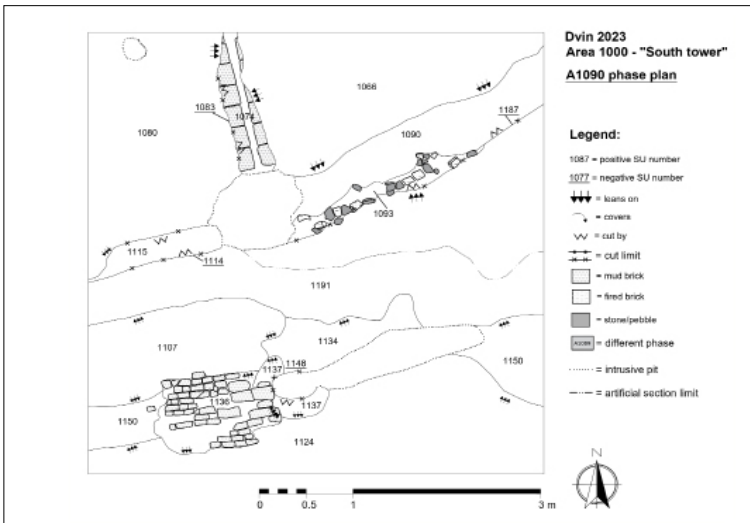 Dvin 2023
Area 1000 - "South tower"
A1090 phase plan
1066
1187
1083
1074
1080
1090
1093
1115
1114
1191
1107
1134
1148
1137
1150
1136
1137
1150
1124
Legend:
1087 = positive SU number
1077 = negative SU number
= leans on
= covers
= cut by
= cut limit
= mud brick
= fired brick
= stone/pebble
= different phase
= intrusive pit
= artificial section limit
N
0 0.5 1 3 m